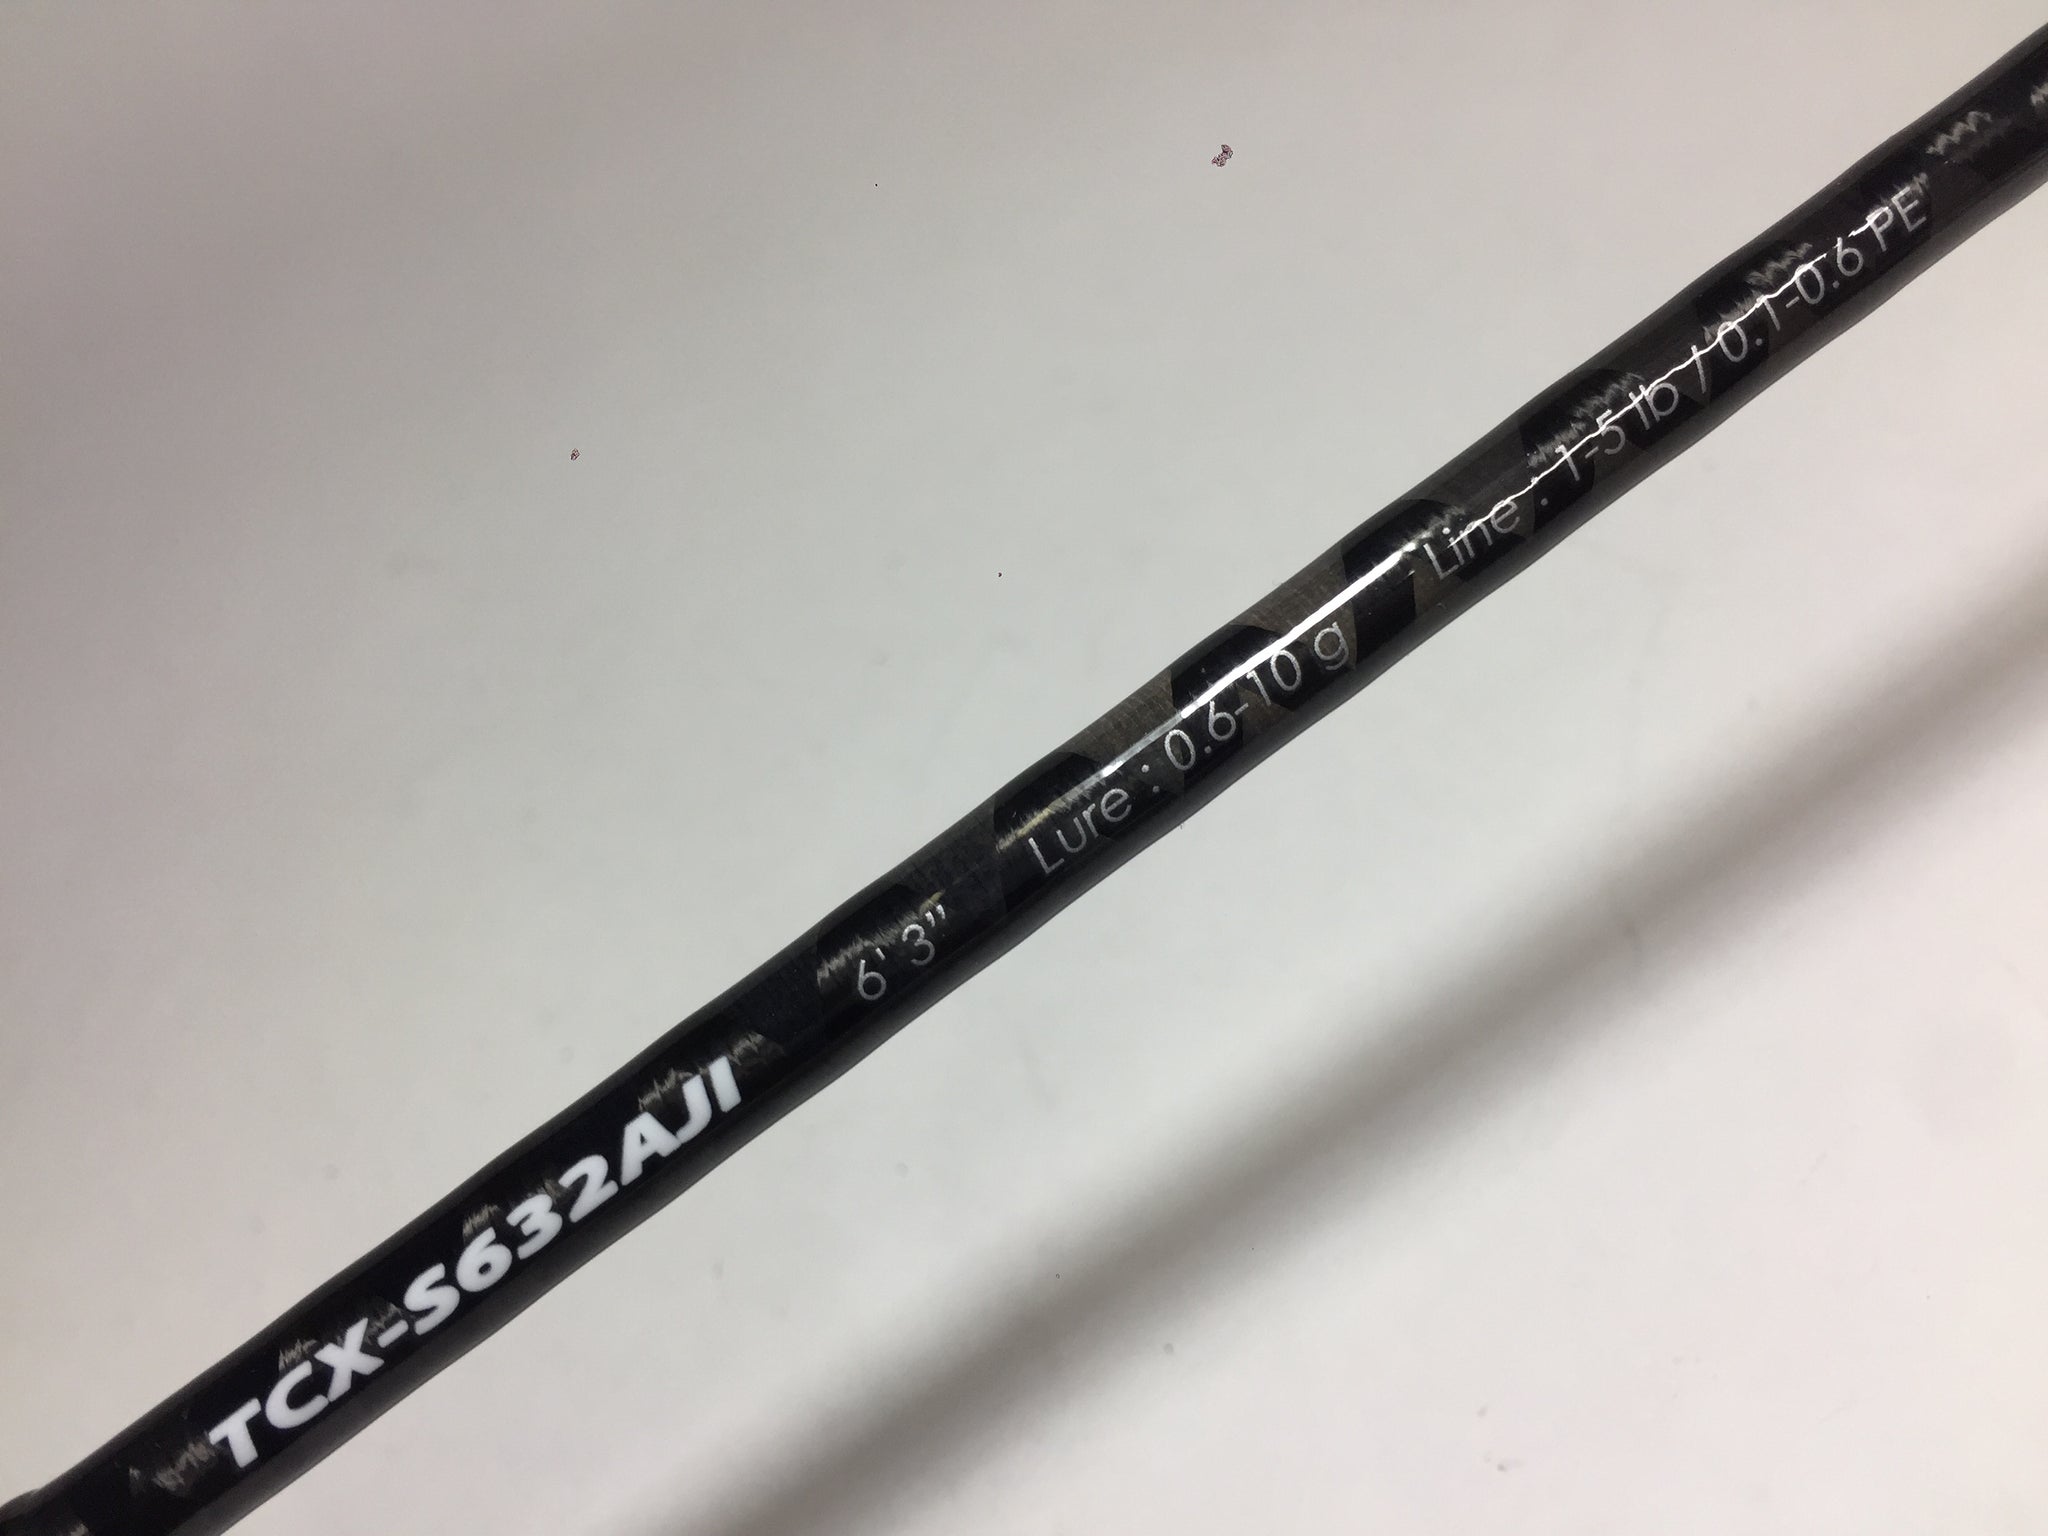 TCX-S632AJI 6' 3" Lure : 0.6-10 g Line : 1-5 lb / 0.1-0.6 PE